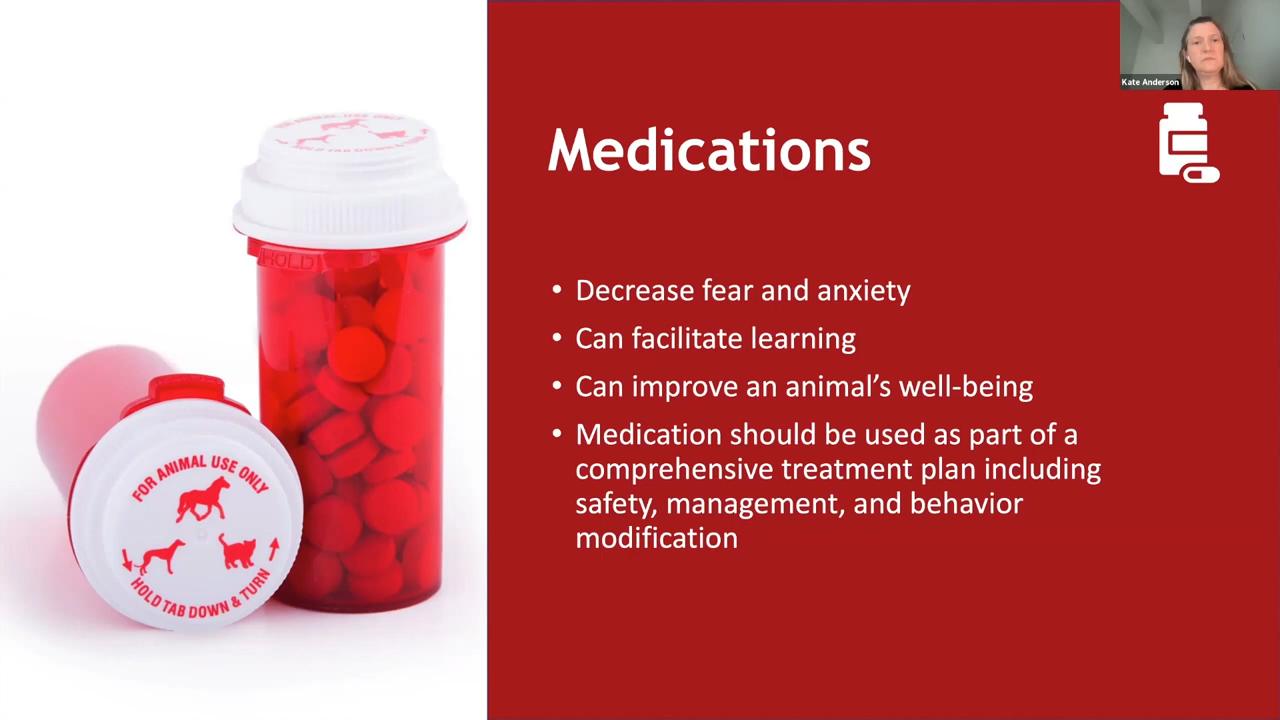 Kate Anderson
Medications
• Decrease fear and anxiety
• Can facilitate learning
• Can improve an animal’s well-being
• Medication should be used as part of a
comprehensive treatment plan including
safety, management, and behavior
modification
HOLD
FOR ANIMAL USE ONLY
HOLD TAB DOWN & TURN